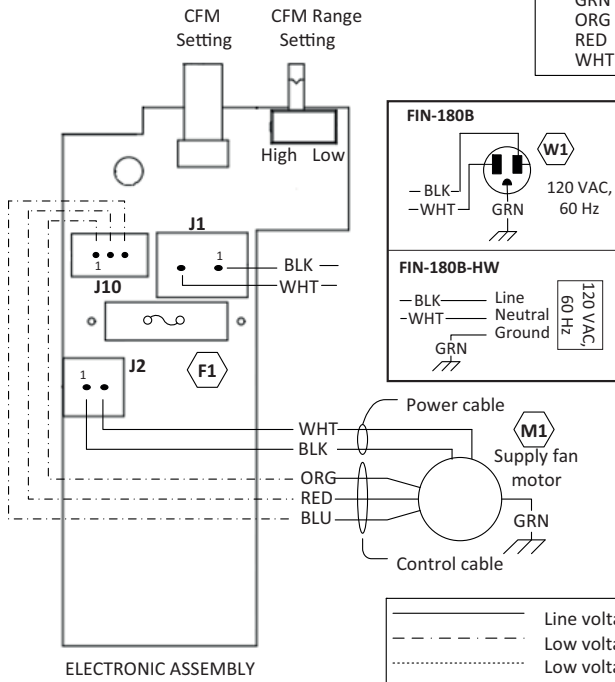 GRN
ORG
RED
WHT
CFM
Setting
CFM Range
Setting
High Low
J1
1
BLK
WHT
1
J10
F1
J2
1
FIN-180B
W1
BLK
WHT
GRN
120 VAC,
60 Hz
FIN-180B-HW
BLK Line
WHT Neutral
Ground
GRN
120 VAC,
60 Hz
Power cable
WHT
BLK
M1
Supply fan
motor
ORG
RED
BLU
GRN
Control cable
Line volta
Low volta
Low volta
ELECTRONIC ASSEMBLY